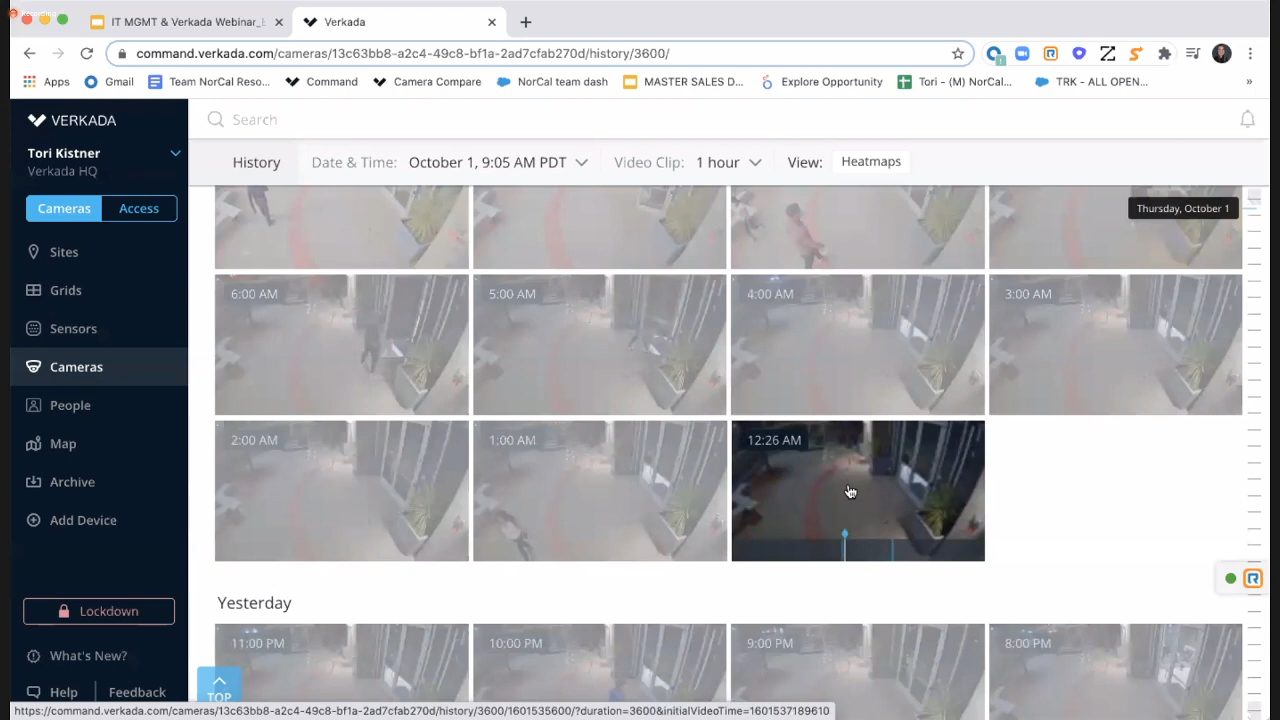 Recording
IT MGMT & Verkada Webinar_
Verkada
command.verkada.com/cameras/13c63bb8-a2c4-49c8-bf1a-2ad7cfab270d/history/3600/
Apps Gmail Team NorCal Reso... Command Camera Compare NorCal team dash MASTER SALES D... Explore Opportunity Tori - (M) NorCal... TRK - ALL OPEN... »
VERKADA
Search
Tori Kistner
Verkada HQ
History Date & Time: October 1, 9:05 AM PDT Video Clip: 1 hour View: Heatmaps
Cameras Access
Thursday, October 1
Sites
Grids
Sensors
Cameras
People
Map
Archive
Add Device
6:00 AM 5:00 AM 4:00 AM 3:00 AM
2:00 AM 1:00 AM 12:26 AM
Yesterday
11:00 PM 10:00 PM 9:00 PM 8:00 PM
Lockdown
What's New?
Help Feedback
TOP
https://command.verkada.com/cameras/13c63bb8-a2c4-49c8-bf1a-2ad7cfab270d/history/3600/1601535600/?duration=3600&initialVideoTime=1601537189610